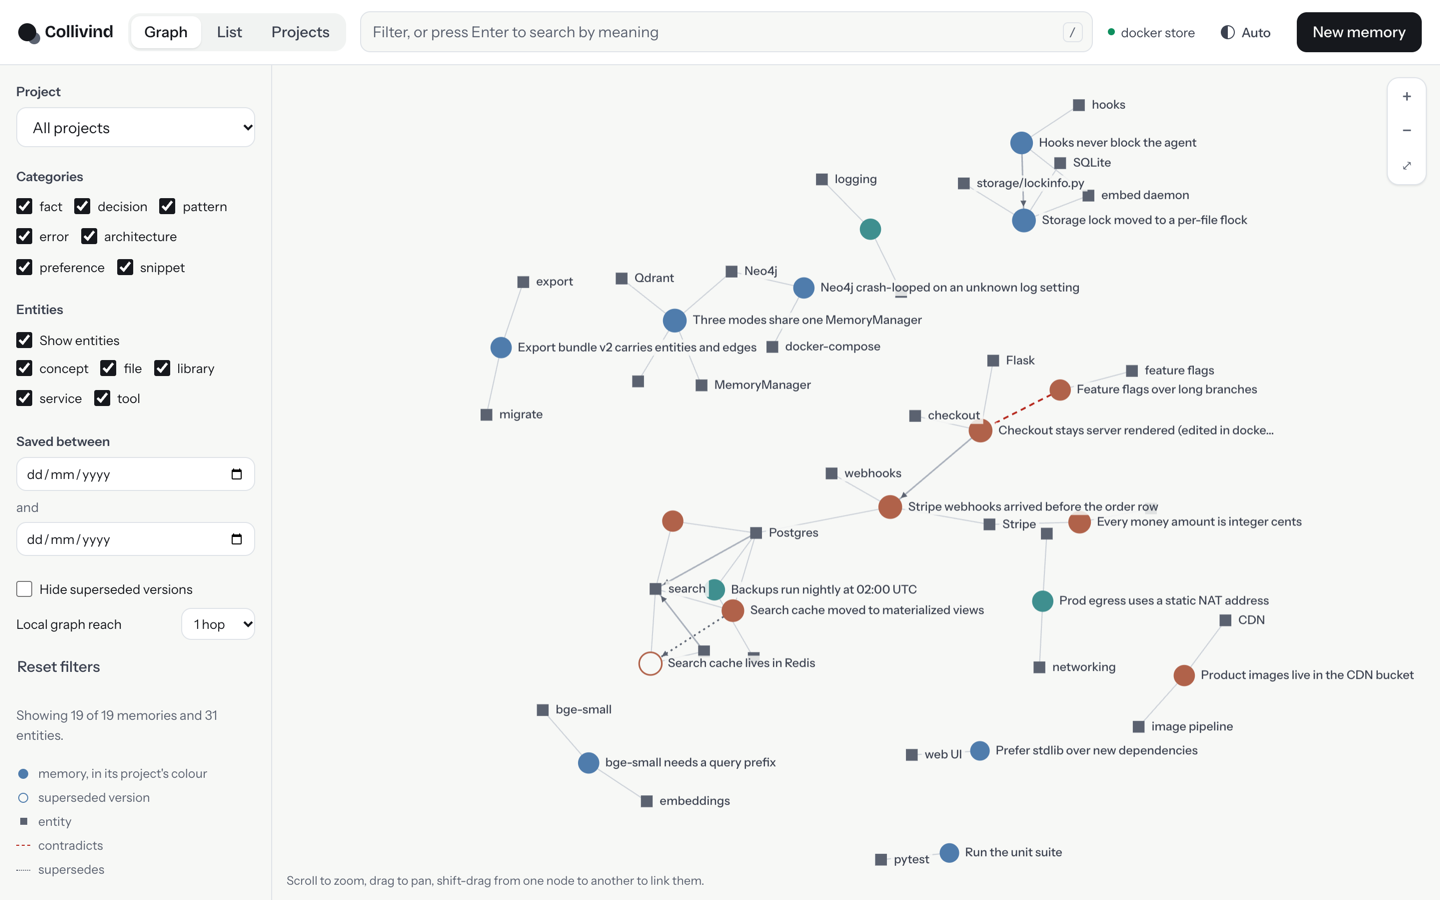 Collivind
Graph List Projects
Filter, or press Enter to search by meaning /
docker store
Auto
New memory
Project
All projects
Categories
fact decision pattern
error architecture
preference snippet
Entities
Show entities
concept file library
service tool
Saved between
dd/mm/yyyy
and
dd/mm/yyyy
Hide superseded versions
Local graph reach 1 hop
Reset filters
Showing 19 of 19 memories and 31
entities.
memory, in its project's colour
superseded version
entity
contradicts
supersedes
hooks
Hooks never block the agent
SQLite
storage/lockinfo.py
embed daemon
Storage lock moved to a per-file flock
logging
Neo4j
Qdrant
export
Neo4j crash-looped on an unknown log setting
Three modes share one MemoryManager
Export bundle v2 carries entities and edges
docker-compose
MemoryManager
migrate
Flask
feature flags
Feature flags over long branches
checkout
Checkout stays server rendered (edited in docke...
webhooks
Stripe webhooks arrived before the order row
Stripe
Every money amount is integer cents
Postgres
search
Backups run nightly at 02:00 UTC
Search cache moved to materialized views
Search cache lives in Redis
Prod egress uses a static NAT address
CDN
networking
Product images live in the CDN bucket
image pipeline
bge-small
bge-small needs a query prefix
embeddings
web UI
Prefer stdlib over new dependencies
pytest
Run the unit suite
Scroll to zoom, drag to pan, shift-drag from one node to another to link them.
+
−